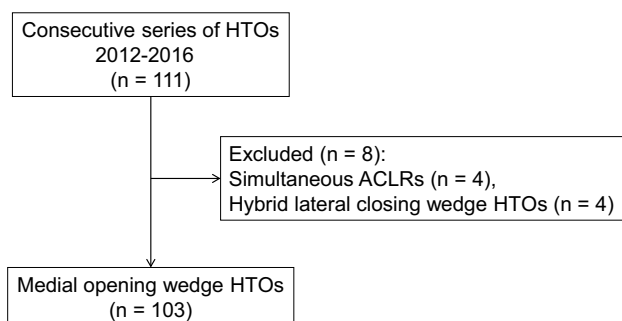 Consecutive series of HTOs
2012-2016
(n = 111)
Excluded (n = 8):
Simultaneous ACLRs (n = 4),
Hybrid lateral closing wedge HTOs (n = 4)
Medial opening wedge HTOs
(n = 103)